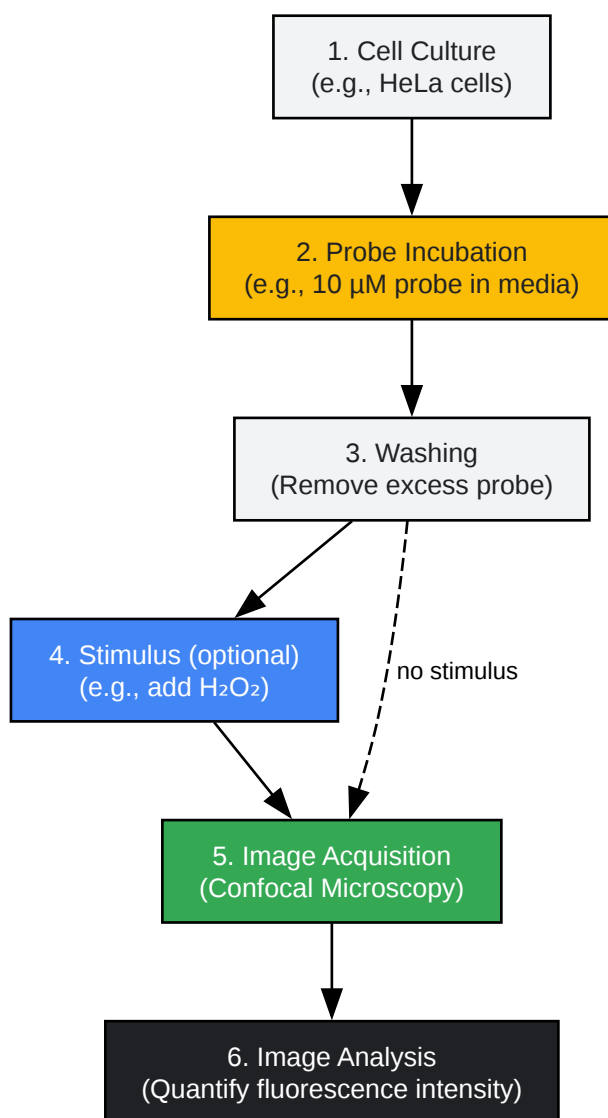 1. Cell Culture
(e.g., HeLa cells)
2. Probe Incubation
(e.g., 10 µM probe in media)
3. Washing
(Remove excess probe)
4. Stimulus (optional)
(e.g., add H₂O₂)
no stimulus
5. Image Acquisition
(Confocal Microscopy)
6. Image Analysis
(Quantify fluorescence intensity)